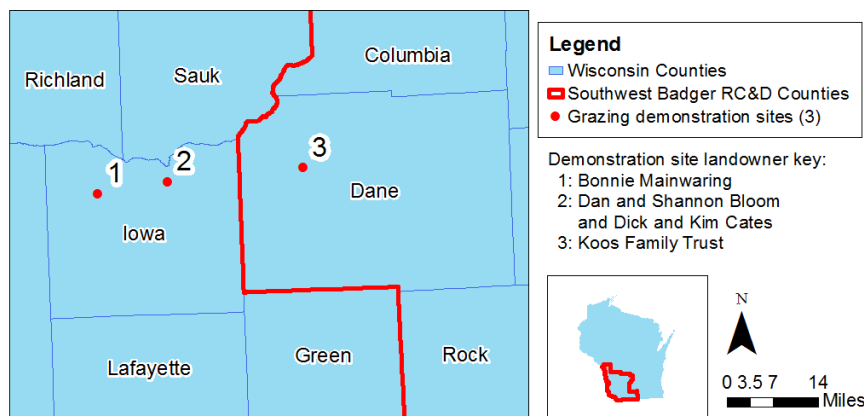 Richland
Sauk
Columbia
1
2
3
Dane
Iowa
Lafayette
Green
Rock
Legend
Wisconsin Counties
Southwest Badger RC&D Counties
Grazing demonstration sites (3)
Demonstration site landowner key:
1: Bonnie Mainwaring
2: Dan and Shannon Bloom
and Dick and Kim Cates
3: Koos Family Trust
N
0 3.5 7 14
Miles